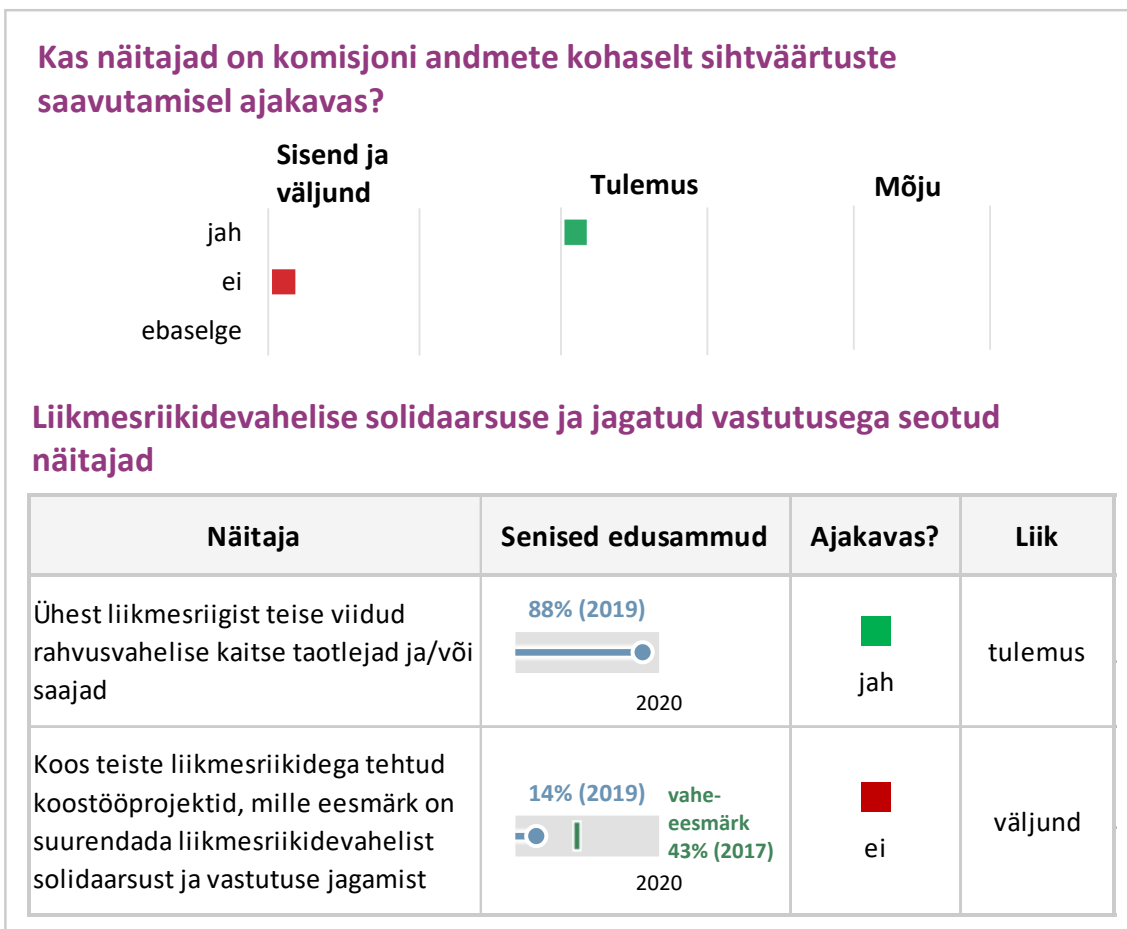 Kas näitajad on komisjoni andmete kohaselt sihtväärtuste
saavutamisel ajakavas?
Sisend ja
väljund
Tulemus
Mõju
jah
ei
ebaselge
Liikmesriikidevahelise solidaarsuse ja jagatud vastutusega seotud
näitajad
Näitaja
Senised edusammud
Ajakavas?
Liik
Ühest liikmesriigist teise viidud
rahvusvahelise kaitse taotlejad ja/või
saajad
88% (2019)
2020
jah
tulemus
Koos teiste liikmesriikidega tehtud
koostööprojektid, mille eesmärk on
suurendada liikmesriikidevahelist
solidaarsust ja vastutuse jagamist
14% (2019)
vahe-
eesmärk
43% (2017)
2020
ei
väljund